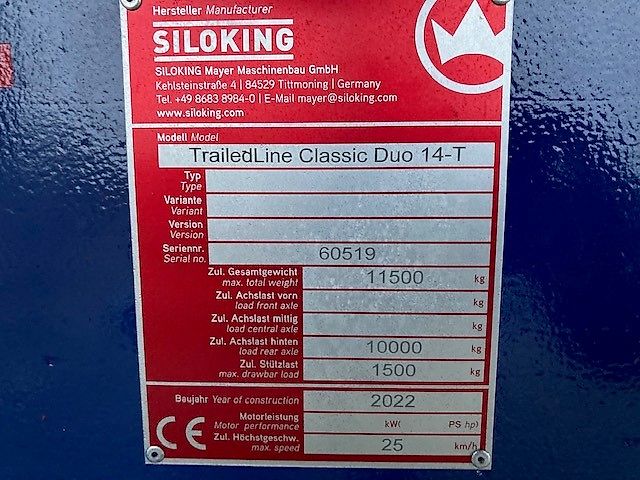 Hersteller Manufacturer
SILOKING
SILOKING Mayer Maschinenbau GmbH
Kehlsteinstraße 4 | 84529 Tittmoning | Germany
Tel. +49 8683 8984-0 | E-Mail mayer@siloking.com
www.siloking.com
Modell Model
TrailedLine Classic Duo 14-T
Typ
Type
Variante
Variant
Version
Version
Seriennr.
Serial no. 60519
Zul. Gesamtgewicht
max. total weight 11500 kg
Zul. Achslast vorn
load front axle kg
Zul. Achslast mittig
load central axle kg
Zul. Achslast hinten
load rear axle 10000 kg
Zul. Stützlast
max. drawbar load 1500 kg
Baujahr Year of construction 2022
Motorleistung
Motor performance kW( PS hp)
CE
Zul. Höchstgeschw.
max. speed 25 km/h